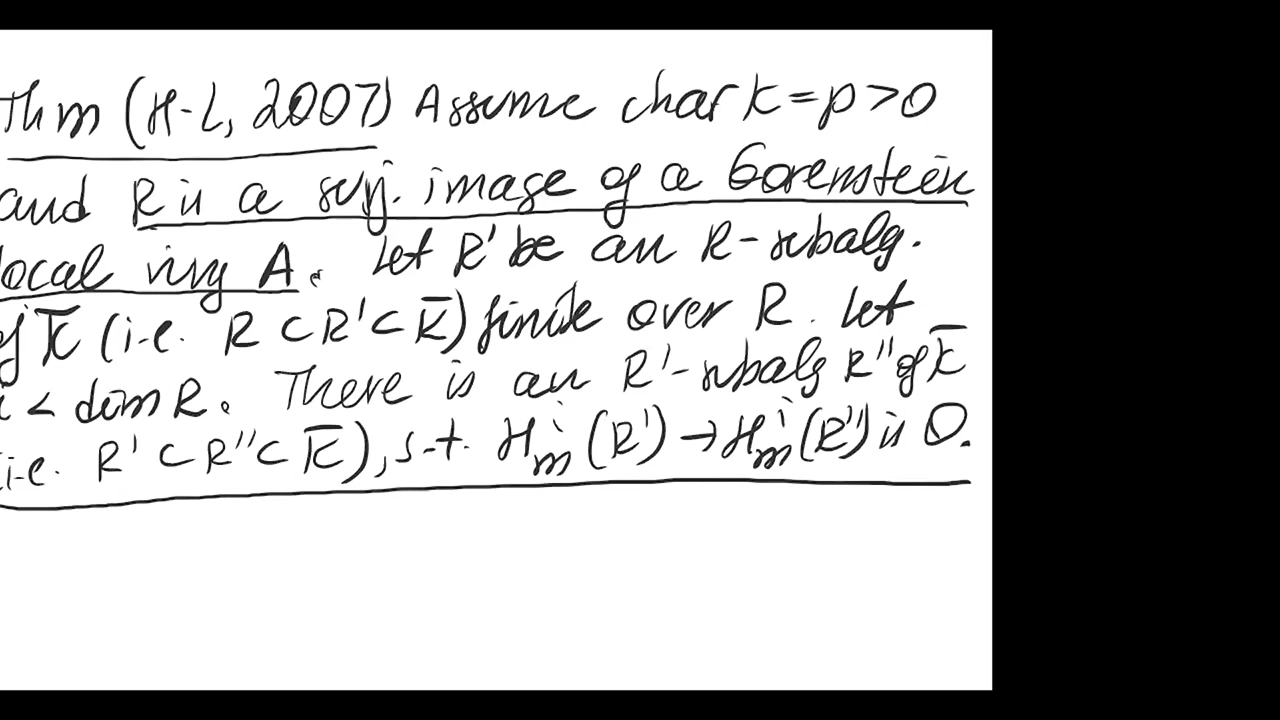 Thm (H-L, 2007) Assume char K = p > 0
and R is a surj. image of a Gorenstein
local ring A. Let R' be an R-subalg.
of K̅ (i.e. R ⊂ R' ⊂ K̅) finite over R. Let
i < dim R. There is an R'-subalg R'' of K̅
i.e. R' ⊂ R'' ⊂ K̅), s.t. H^i_m(R') → H^i_m(R'') is 0.